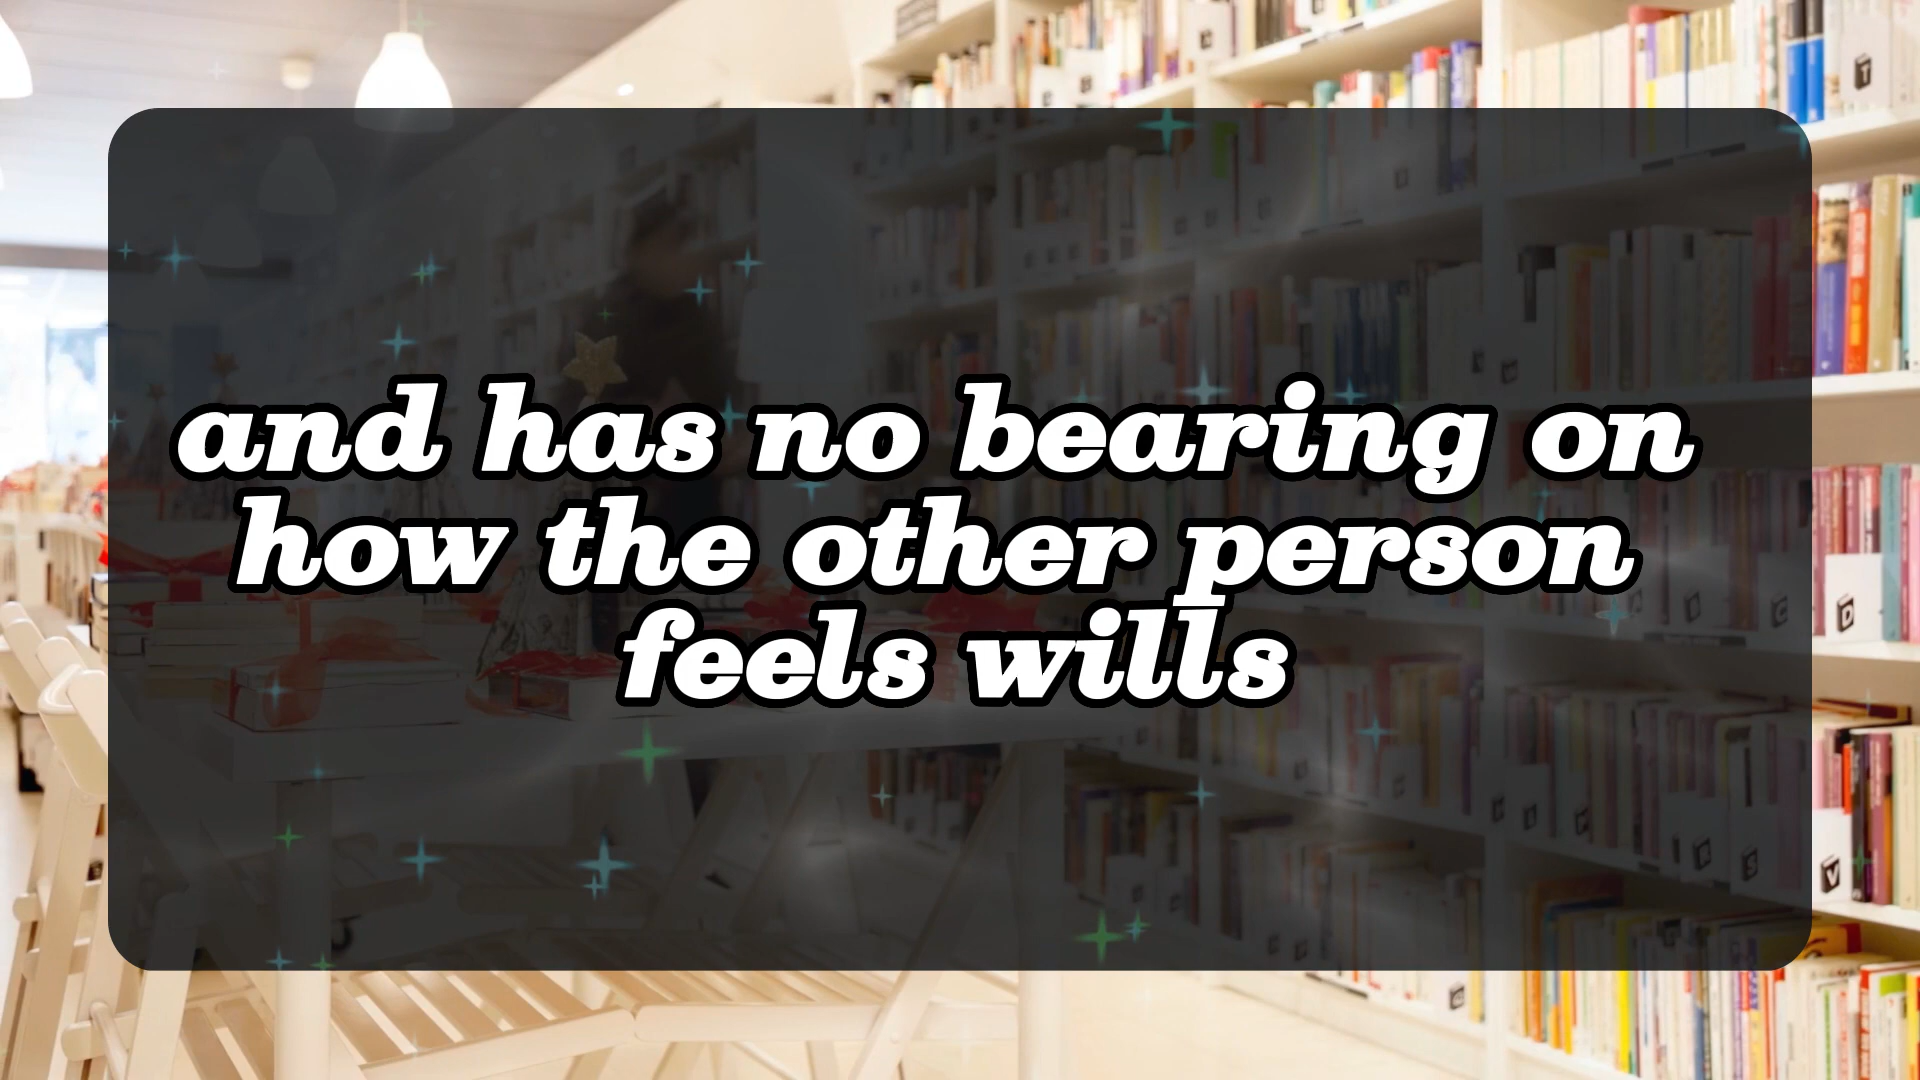 and has no bearing on
how the other person
feels wills